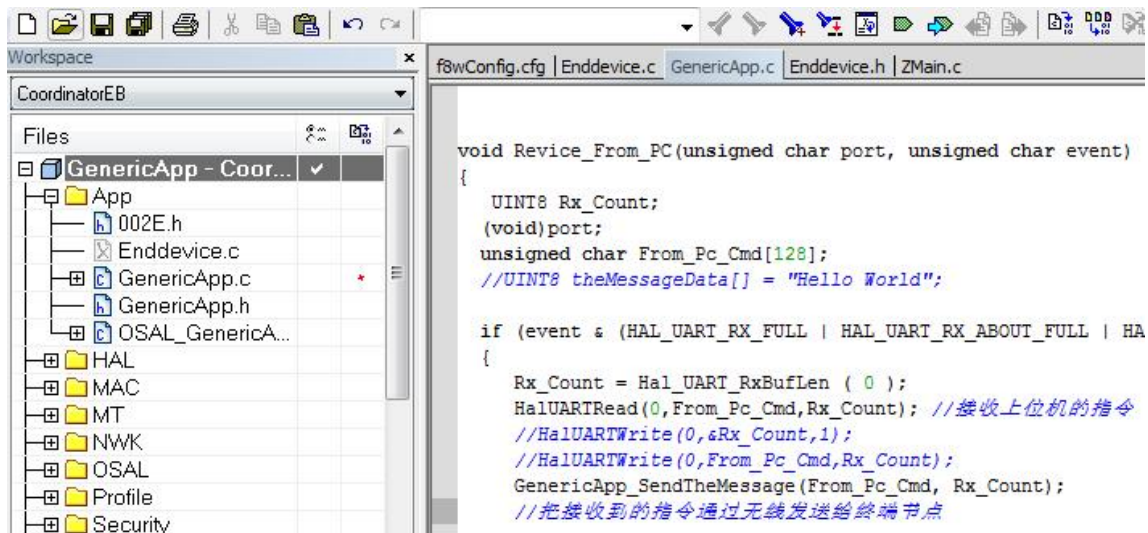 Workspace
CoordinatorEB
Files
GenericApp - Coor...
App
002E.h
Enddevice.c
GenericApp.c
GenericApp.h
OSAL_GenericA...
HAL
MAC
MT
NWK
OSAL
Profile
Security
f8wConfig.cfg | Enddevice.c GenericApp.c Enddevice.h | ZMain.c
void Revice_From_PC(unsigned char port, unsigned char event)
{
UINT8 Rx_Count;
(void)port;
unsigned char From_Pc_Cmd[128];
//UINT8 theMessageData[] = "Hello World";
if (event & (HAL_UART_RX_FULL | HAL_UART_RX_ABOUT_FULL | HA
{
Rx_Count = Hal_UART_RxBufLen ( 0 );
HalUARTRead(0,From_Pc_Cmd,Rx_Count); //接收上位机的指令
//HalUARTWrite(0,&Rx_Count,1);
//HalUARTWrite(0,From_Pc_Cmd,Rx_Count);
GenericApp_SendTheMessage(From_Pc_Cmd, Rx_Count);
//把接收到的指令通过无线发送给终端节点